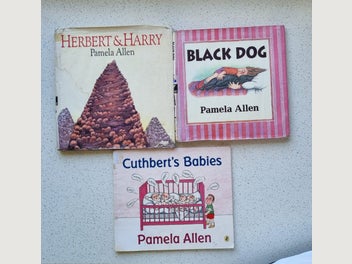 HERBERT & HARRY
Pamela Allen
BLACK DOG
Pamela Allen
Cuthbert's Babies
Pamela Allen